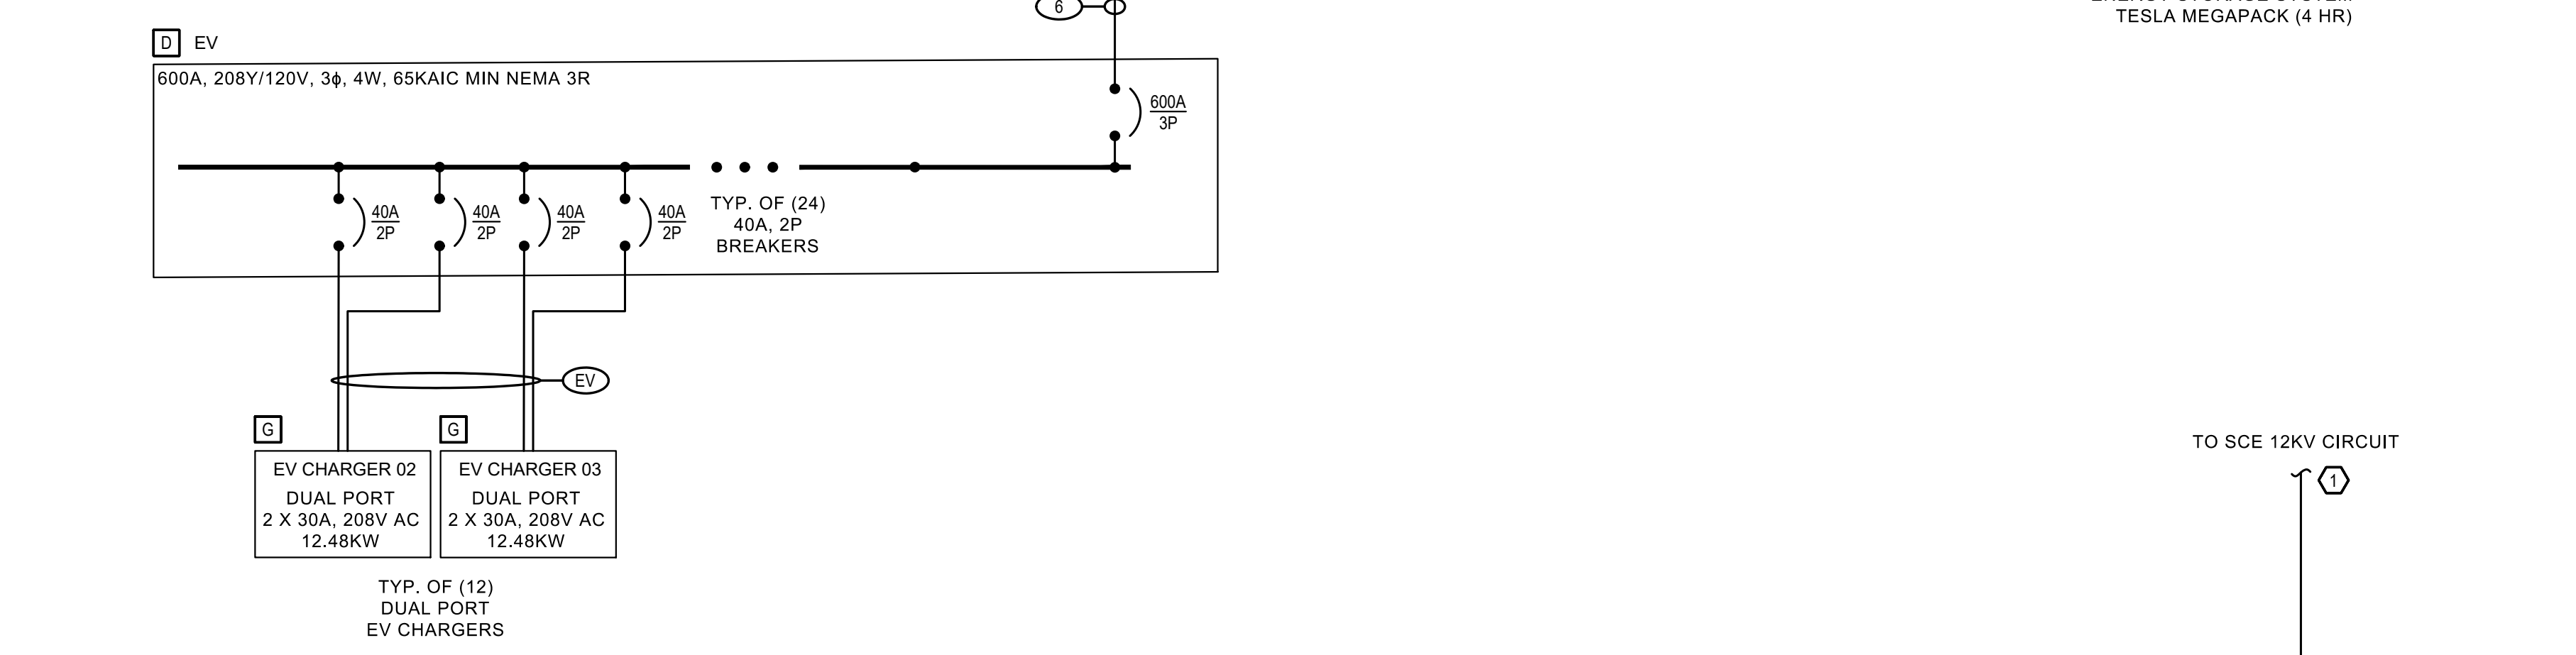 6
TESLA MEGAPACK (4 HR)
D EV
600A, 208Y/120V, 3ϕ, 4W, 65KAIC MIN NEMA 3R
600A
3P
40A
2P
40A
2P
40A
2P
40A
2P
TYP. OF (24)
40A, 2P
BREAKERS
EV
G
EV CHARGER 02
DUAL PORT
2 X 30A, 208V AC
12.48KW
G
EV CHARGER 03
DUAL PORT
2 X 30A, 208V AC
12.48KW
TYP. OF (12)
DUAL PORT
EV CHARGERS
TO SCE 12KV CIRCUIT
1